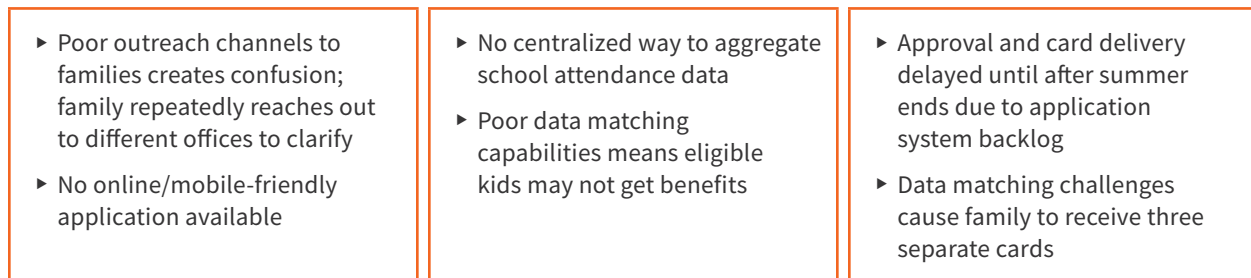 ▸ Poor outreach channels to
families creates confusion;
family repeatedly reaches out
to different offices to clarify
▸ No online/mobile-friendly
application available
▸ No centralized way to aggregate
school attendance data
▸ Poor data matching
capabilities means eligible
kids may not get benefits
▸ Approval and card delivery
delayed until after summer
ends due to application
system backlog
▸ Data matching challenges
cause family to receive three
separate cards